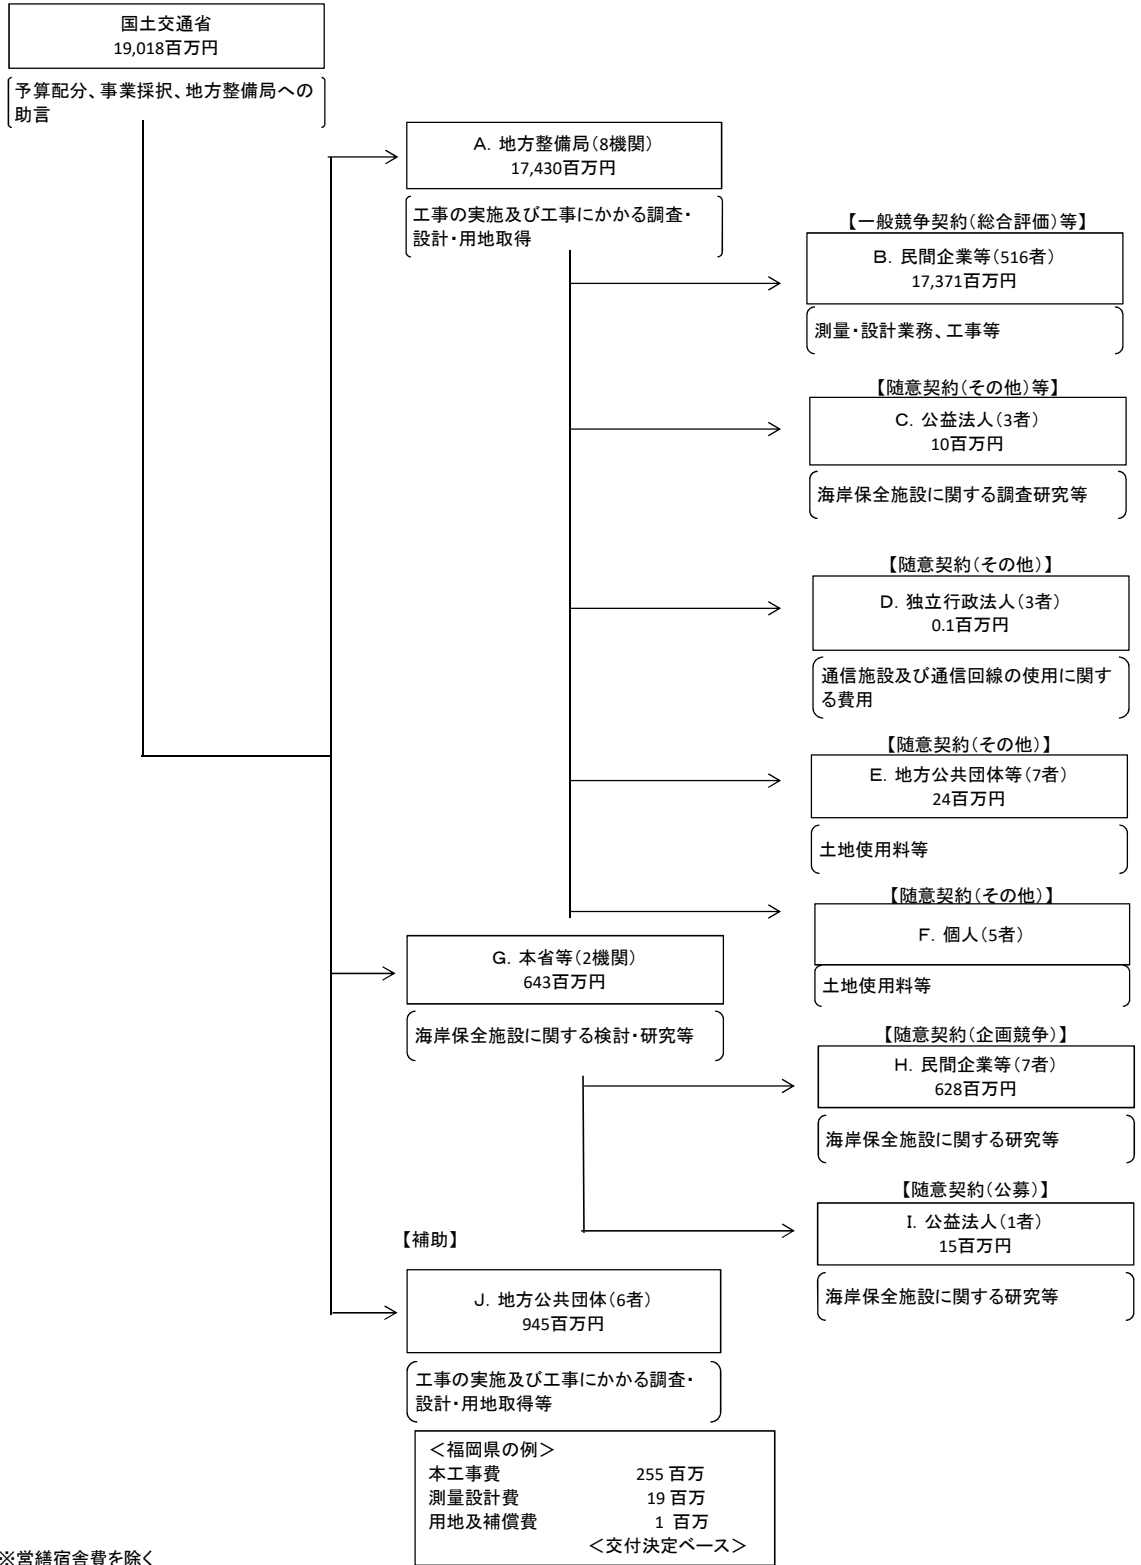 国土交通省
19,018百万円
予算配分、事業採択、地方整備局への
助言
A. 地方整備局(8機関)
17,430百万円
工事の実施及び工事にかかる調査・
設計・用地取得
【一般競争契約(総合評価)等】
B. 民間企業等(516者)
17,371百万円
測量・設計業務、工事等
【随意契約(その他)等】
C. 公益法人(3者)
10百万円
海岸保全施設に関する調査研究等
【随意契約(その他)】
D. 独立行政法人(3者)
0.1百万円
通信施設及び通信回線の使用に関す
る費用
【随意契約(その他)】
E. 地方公共団体等(7者)
24百万円
土地使用料等
【随意契約(その他)】
F. 個人(5者)
土地使用料等
G. 本省等(2機関)
643百万円
海岸保全施設に関する検討・研究等
【随意契約(企画競争)】
H. 民間企業等(7者)
628百万円
海岸保全施設に関する研究等
【随意契約(公募)】
I. 公益法人(1者)
15百万円
海岸保全施設に関する研究等
【補助】
J. 地方公共団体(6者)
945百万円
工事の実施及び工事にかかる調査・
設計・用地取得等
<福岡県の例>
本工事費 255 百万
測量設計費 19 百万
用地及補償費 1 百万
<交付決定ベース>
※営繕宿舎費を除く